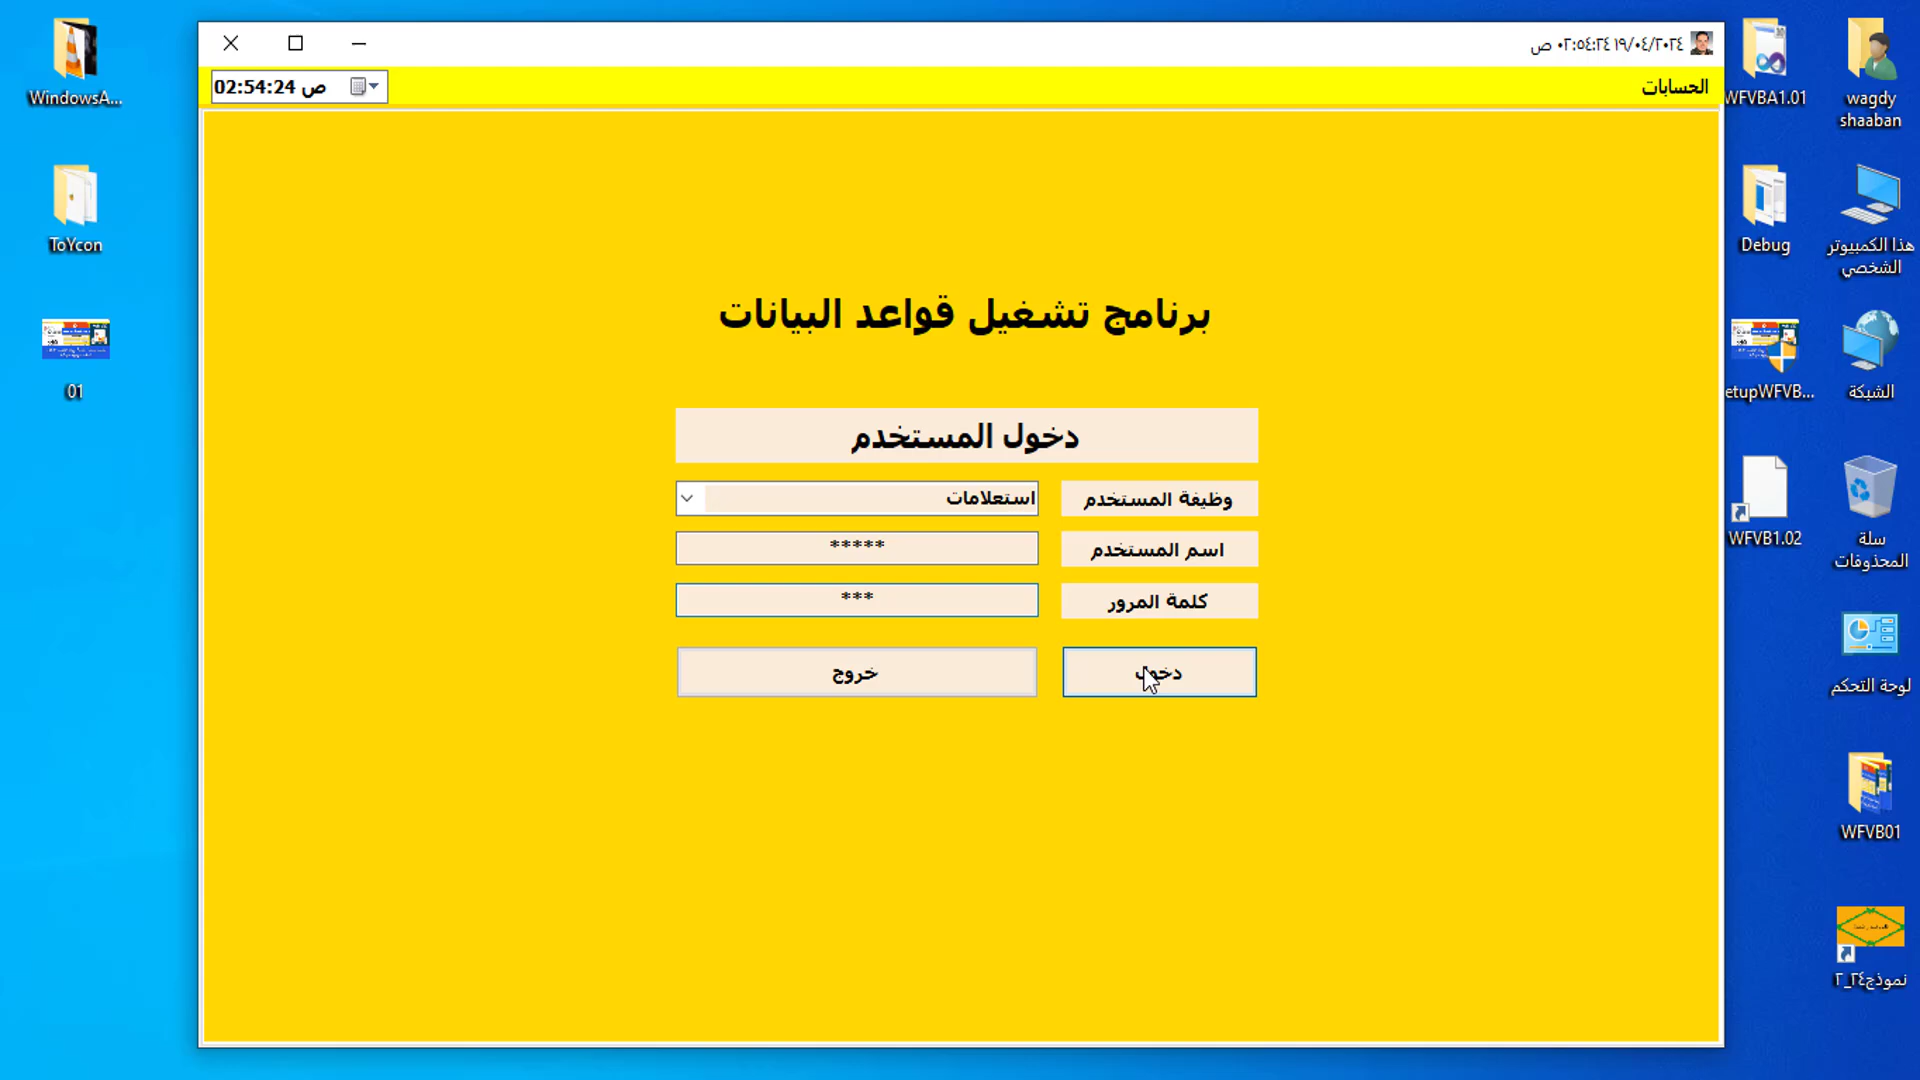 ١٩/٠٤/٢٠٢٤ ٠٢:٥٤:٢٤ ص
الحسابات
02:54:24 ص
برنامج تشغيل قواعد البيانات
دخول المستخدم
وظيفة المستخدم
استعلامات
اسم المستخدم
*****
كلمة المرور
***
خروج
WindowsA...
ToYcon
01
WFVBA1.01
Debug
etupWFVB...
WFVB1.02
wagdy
shaaban
هذا الكمبيوتر
الشخصي
الشبكة
سلة
المحذوفات
لوحة التحكم
WFVB01
نموذج٢٤_٢